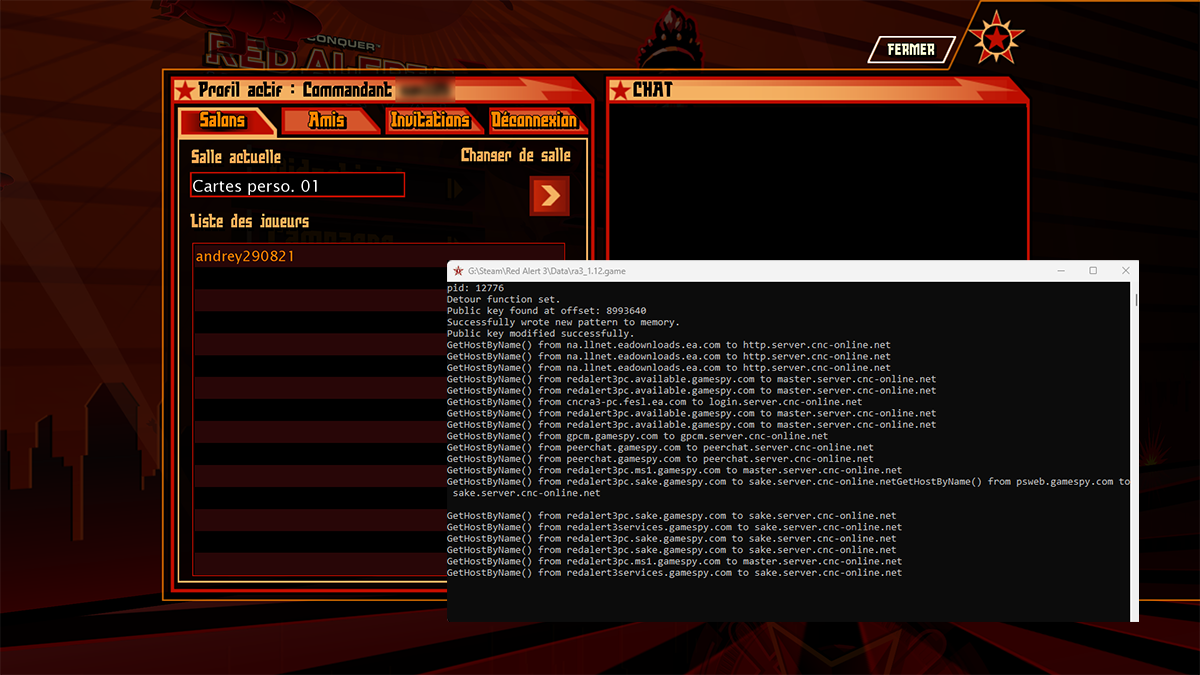 CONQUER™
RED ALERT
FERMER
Profil actif : Commandant
CHAT
Salons
Amis
Invitations
Déconnexion
Salle actuelle
Changer de salle
Cartes perso. 01
Liste des joueurs
andrey290821
G:\Steam\Red Alert 3\Data\ra3_1.12.game
pid: 12776
Detour function set.
Public key found at offset: 8993640
Successfully wrote new pattern to memory.
Public key modified successfully.
GetHostByName() from na.llnet.eadownloads.ea.com to http.server.cnc-online.net
GetHostByName() from na.llnet.eadownloads.ea.com to http.server.cnc-online.net
GetHostByName() from na.llnet.eadownloads.ea.com to http.server.cnc-online.net
GetHostByName() from redalert3pc.available.gamespy.com to master.server.cnc-online.net
GetHostByName() from redalert3pc.available.gamespy.com to master.server.cnc-online.net
GetHostByName() from cncra3-pc.fesl.ea.com to login.server.cnc-online.net
GetHostByName() from redalert3pc.available.gamespy.com to master.server.cnc-online.net
GetHostByName() from redalert3pc.available.gamespy.com to master.server.cnc-online.net
GetHostByName() from gpcm.gamespy.com to gpcm.server.cnc-online.net
GetHostByName() from peerchat.gamespy.com to peerchat.server.cnc-online.net
GetHostByName() from peerchat.gamespy.com to peerchat.server.cnc-online.net
GetHostByName() from redalert3pc.ms1.gamespy.com to master.server.cnc-online.net
GetHostByName() from redalert3pc.sake.gamespy.com to sake.server.cnc-online.netGetHostByName() from psweb.gamespy.com to
sake.server.cnc-online.net
GetHostByName() from redalert3pc.sake.gamespy.com to sake.server.cnc-online.net
GetHostByName() from redalert3services.gamespy.com to sake.server.cnc-online.net
GetHostByName() from redalert3pc.sake.gamespy.com to sake.server.cnc-online.net
GetHostByName() from redalert3pc.sake.gamespy.com to sake.server.cnc-online.net
GetHostByName() from redalert3pc.ms1.gamespy.com to master.server.cnc-online.net
GetHostByName() from redalert3services.gamespy.com to sake.server.cnc-online.net